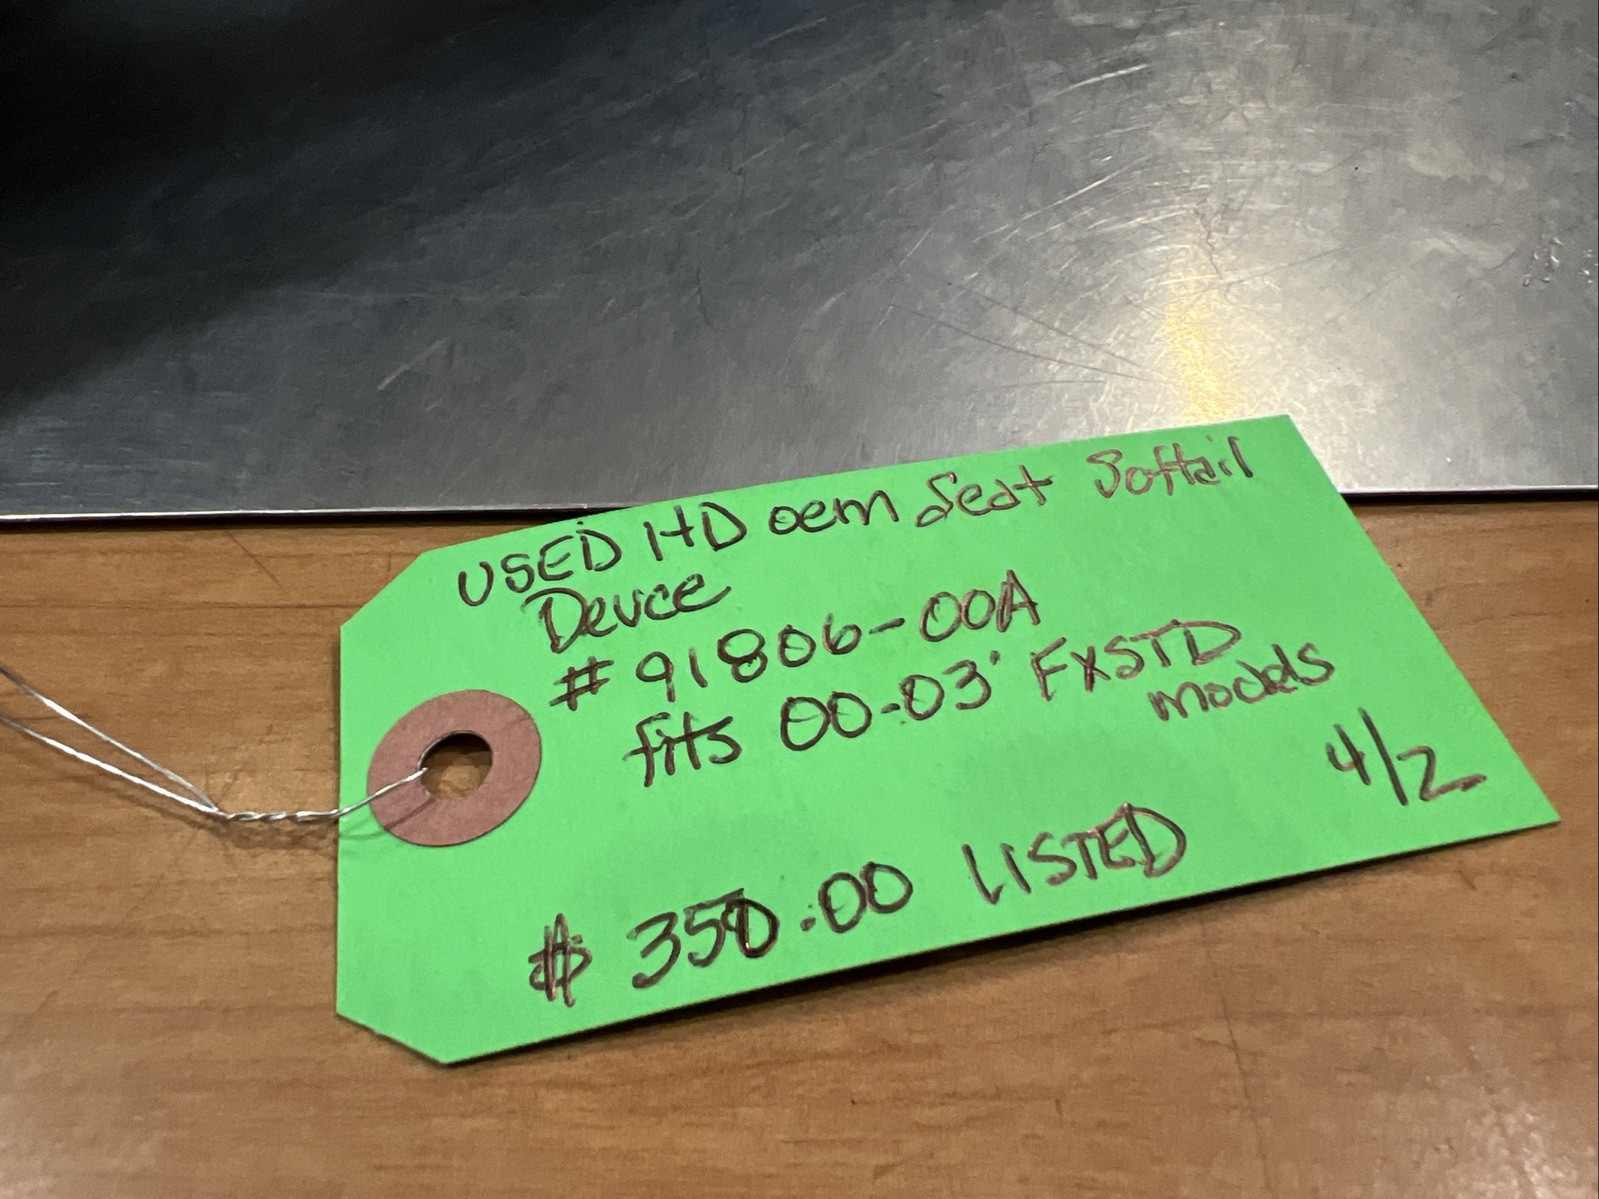 USED HD oem Seat Softail
Deuce
# 91806-00A
fits 00-03' FXSTD
models
4/2
$ 350.00 LISTED